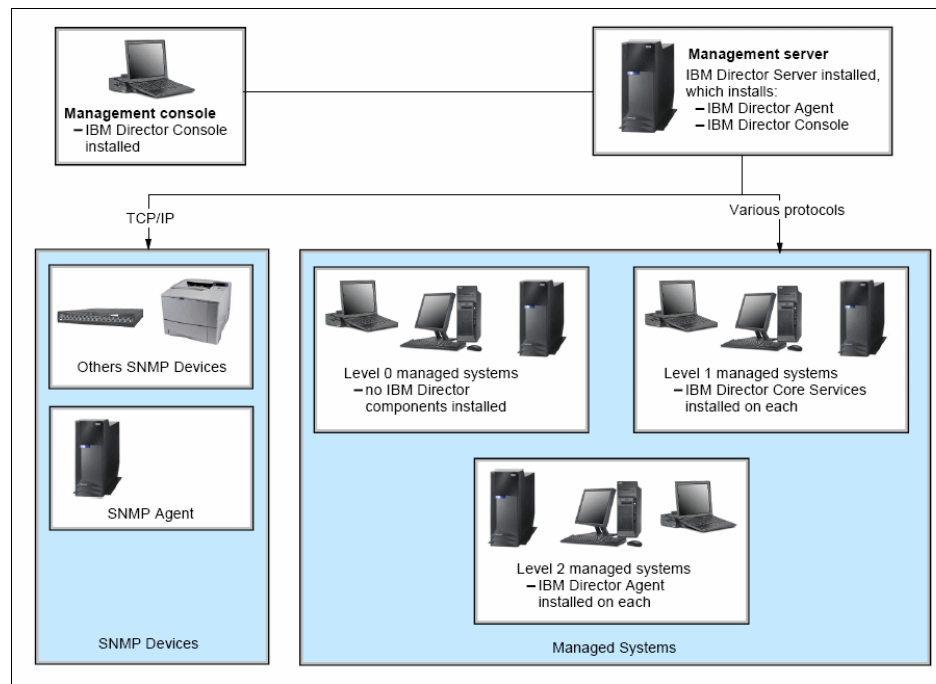 Management console
– IBM Director Console
installed
Management server
IBM Director Server installed,
which installs:
– IBM Director Agent
– IBM Director Console
TCP/IP
Various protocols
Others SNMP Devices
SNMP Agent
SNMP Devices
Level 0 managed systems
– no IBM Director
components installed
Level 1 managed systems
– IBM Director Core Services
installed on each
Level 2 managed systems
– IBM Director Agent
installed on each
Managed Systems